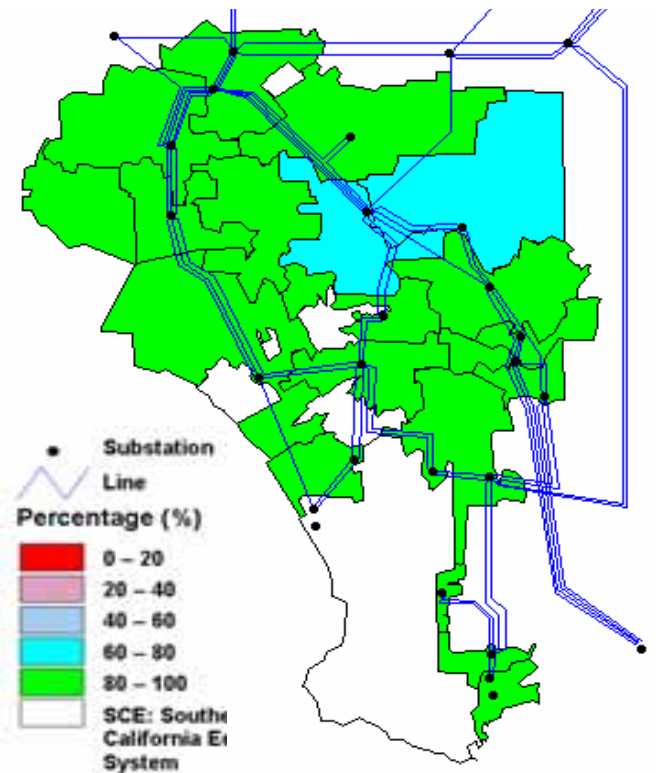 Substation
Line
Percentage (%)
0 – 20
20 – 40
40 – 60
60 – 80
80 – 100
SCE: Southe
California E
System